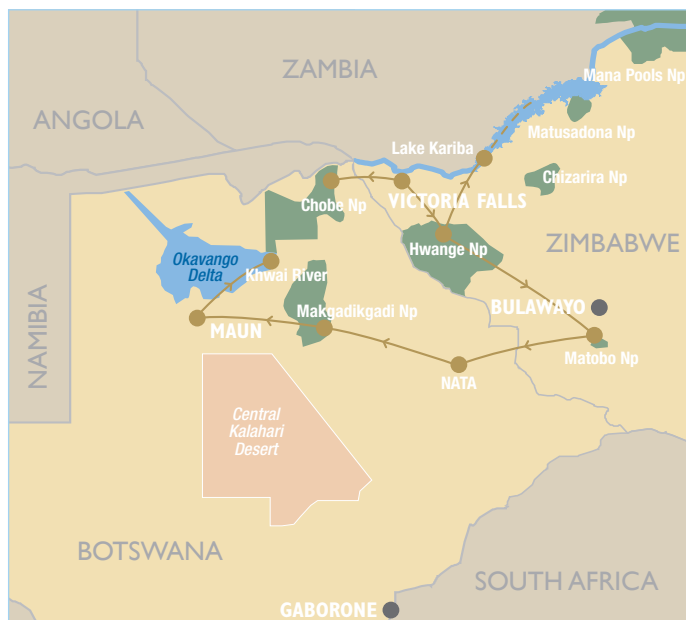 ZAMBIA
Mana Pools Np
ANGOLA
Matusadona Np
Lake Kariba
Chizarira Np
Chobe Np
VICTORIA FALLS
Hwange Np
ZIMBABWE
Okavango
Delta
Khwai River
NAMIBIA
Makgadikgadi Np
BULAWAYO
MAUN
Matobo Np
NATA
Central
Kalahari
Desert
BOTSWANA
SOUTH AFRICA
GABORONE